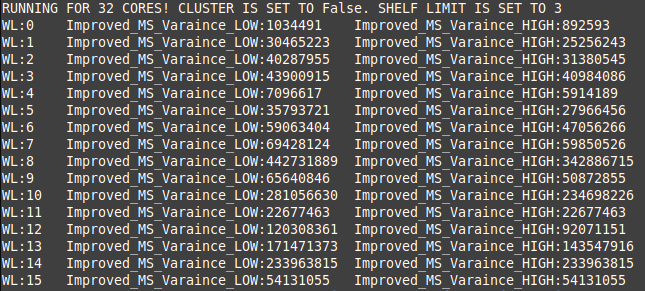 RUNNING FOR 32 CORES! CLUSTER IS SET TO False. SHELF LIMIT IS SET TO 3
WL:0 Improved_MS_Varaince_LOW:1034491 Improved_MS_Varaince_HIGH:892593
WL:1 Improved_MS_Varaince_LOW:30465223 Improved_MS_Varaince_HIGH:25256243
WL:2 Improved_MS_Varaince_LOW:40287955 Improved_MS_Varaince_HIGH:31380545
WL:3 Improved_MS_Varaince_LOW:43900915 Improved_MS_Varaince_HIGH:40984086
WL:4 Improved_MS_Varaince_LOW:7096617 Improved_MS_Varaince_HIGH:5914189
WL:5 Improved_MS_Varaince_LOW:35793721 Improved_MS_Varaince_HIGH:27966456
WL:6 Improved_MS_Varaince_LOW:59063404 Improved_MS_Varaince_HIGH:47056266
WL:7 Improved_MS_Varaince_LOW:69428124 Improved_MS_Varaince_HIGH:59850526
WL:8 Improved_MS_Varaince_LOW:442731889 Improved_MS_Varaince_HIGH:342886715
WL:9 Improved_MS_Varaince_LOW:65640846 Improved_MS_Varaince_HIGH:50872855
WL:10 Improved_MS_Varaince_LOW:281056630 Improved_MS_Varaince_HIGH:234698226
WL:11 Improved_MS_Varaince_LOW:22677463 Improved_MS_Varaince_HIGH:22677463
WL:12 Improved_MS_Varaince_LOW:120308361 Improved_MS_Varaince_HIGH:92071151
WL:13 Improved_MS_Varaince_LOW:171471373 Improved_MS_Varaince_HIGH:143547916
WL:14 Improved_MS_Varaince_LOW:233963815 Improved_MS_Varaince_HIGH:233963815
WL:15 Improved_MS_Varaince_LOW:54131055 Improved_MS_Varaince_HIGH:54131055